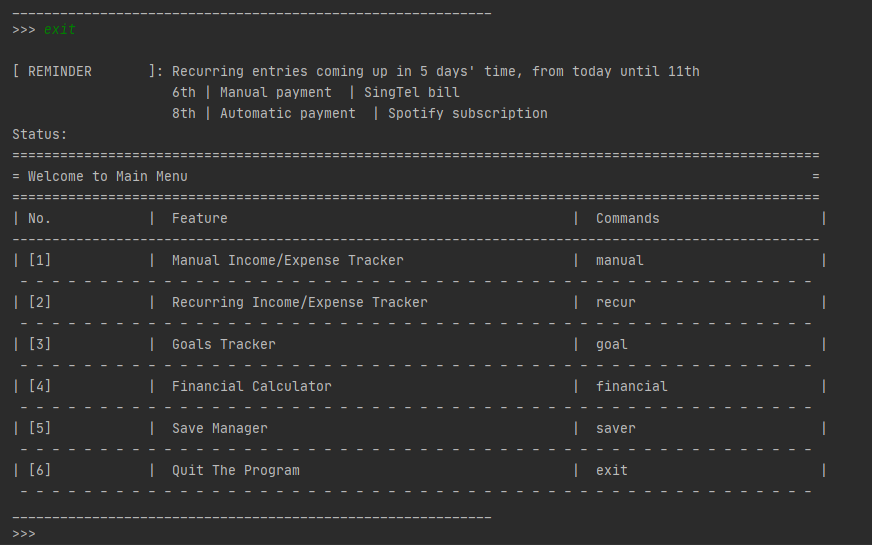 ____________________________________________________________
>>> exit
[ REMINDER       ]: Recurring entries coming up in 5 days' time, from today until 11th
6th | Manual payment  | SingTel bill
8th | Automatic payment  | Spotify subscription
Status:
=====================================================================================================
= Welcome to Main Menu                                                                              =
=====================================================================================================
| No.             |  Feature                                           |  Commands                    |
-----------------------------------------------------------------------------------------------------
| [1]             |  Manual Income/Expense Tracker                     |  manual                      |
- - - - - - - - - - - - - - - - - - - - - - - - - - - - - - - - - - - - - - - - - - - - - - - - - -
| [2]             |  Recurring Income/Expense Tracker                  |  recur                       |
- - - - - - - - - - - - - - - - - - - - - - - - - - - - - - - - - - - - - - - - - - - - - - - - - -
| [3]             |  Goals Tracker                                     |  goal                        |
- - - - - - - - - - - - - - - - - - - - - - - - - - - - - - - - - - - - - - - - - - - - - - - - - -
| [4]             |  Financial Calculator                              |  financial                   |
- - - - - - - - - - - - - - - - - - - - - - - - - - - - - - - - - - - - - - - - - - - - - - - - - -
| [5]             |  Save Manager                                      |  saver                       |
- - - - - - - - - - - - - - - - - - - - - - - - - - - - - - - - - - - - - - - - - - - - - - - - - -
| [6]             |  Quit The Program                                  |  exit                        |
- - - - - - - - - - - - - - - - - - - - - - - - - - - - - - - - - - - - - - - - - - - - - - - - - -
____________________________________________________________
>>>